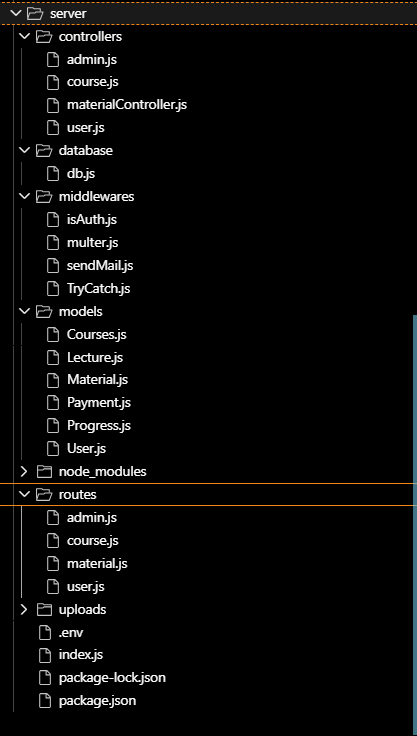 server
controllers
admin.js
course.js
materialController.js
user.js
database
db.js
middlewares
isAuth.js
multer.js
sendMail.js
TryCatch.js
models
Courses.js
Lecture.js
Material.js
Payment.js
Progress.js
User.js
node_modules
routes
admin.js
course.js
material.js
user.js
uploads
.env
index.js
package-lock.json
package.json